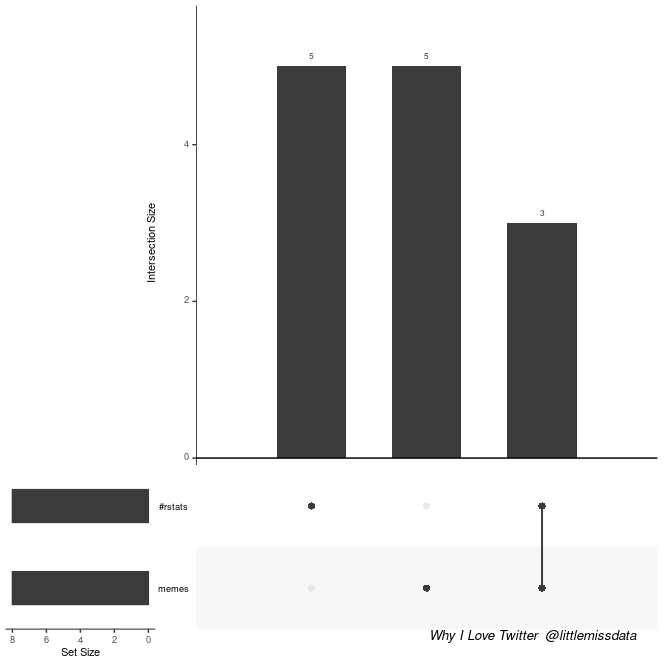 5 5
3
4
Intersection Size
2
0
#rstats
memes
8 6 4 2 0
Set Size
Why I Love Twitter @littlemissdata